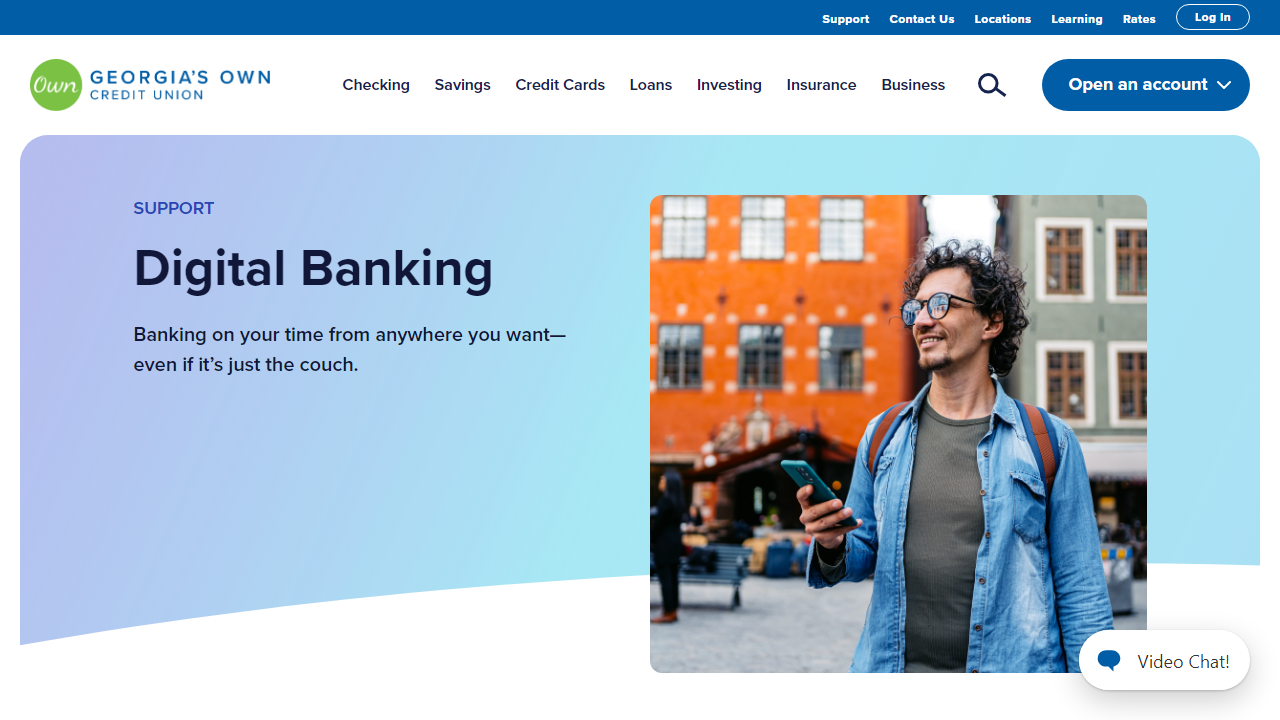 Support Contact Us Locations Learning Rates Log In
Own GEORGIA'S OWN
CREDIT UNION
Checking Savings Credit Cards Loans Investing Insurance Business Open an account
SUPPORT
Digital Banking
Banking on your time from anywhere you want—
even if it’s just the couch.
Video Chat!